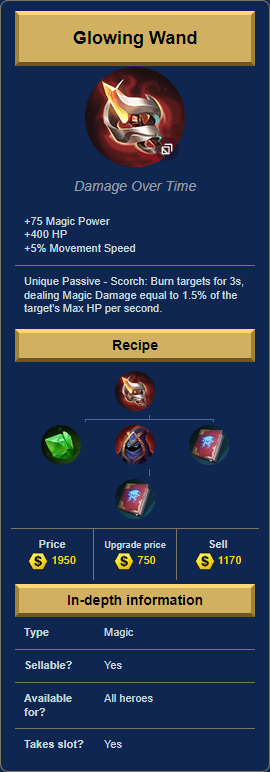 Glowing Wand
Damage Over Time
+75 Magic Power
+400 HP
+5% Movement Speed
Unique Passive - Scorch: Burn targets for 3s,
dealing Magic Damage equal to 1.5% of the
target's Max HP per second.
Recipe
Price Upgrade price Sell
S 1950 S 750 S 1170
In-depth information
Type Magic
Sellable? Yes
Available All heroes
for?
Takes slot? Yes